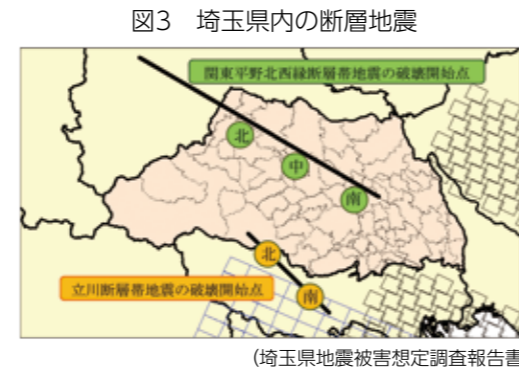 図3 埼玉県内の断層地震
関東平野北西縁断層帯地震の破壊開始点
北
中
南
北
立川断層帯地震の破壊開始点
南
(埼玉県地震被害想定調査報告書